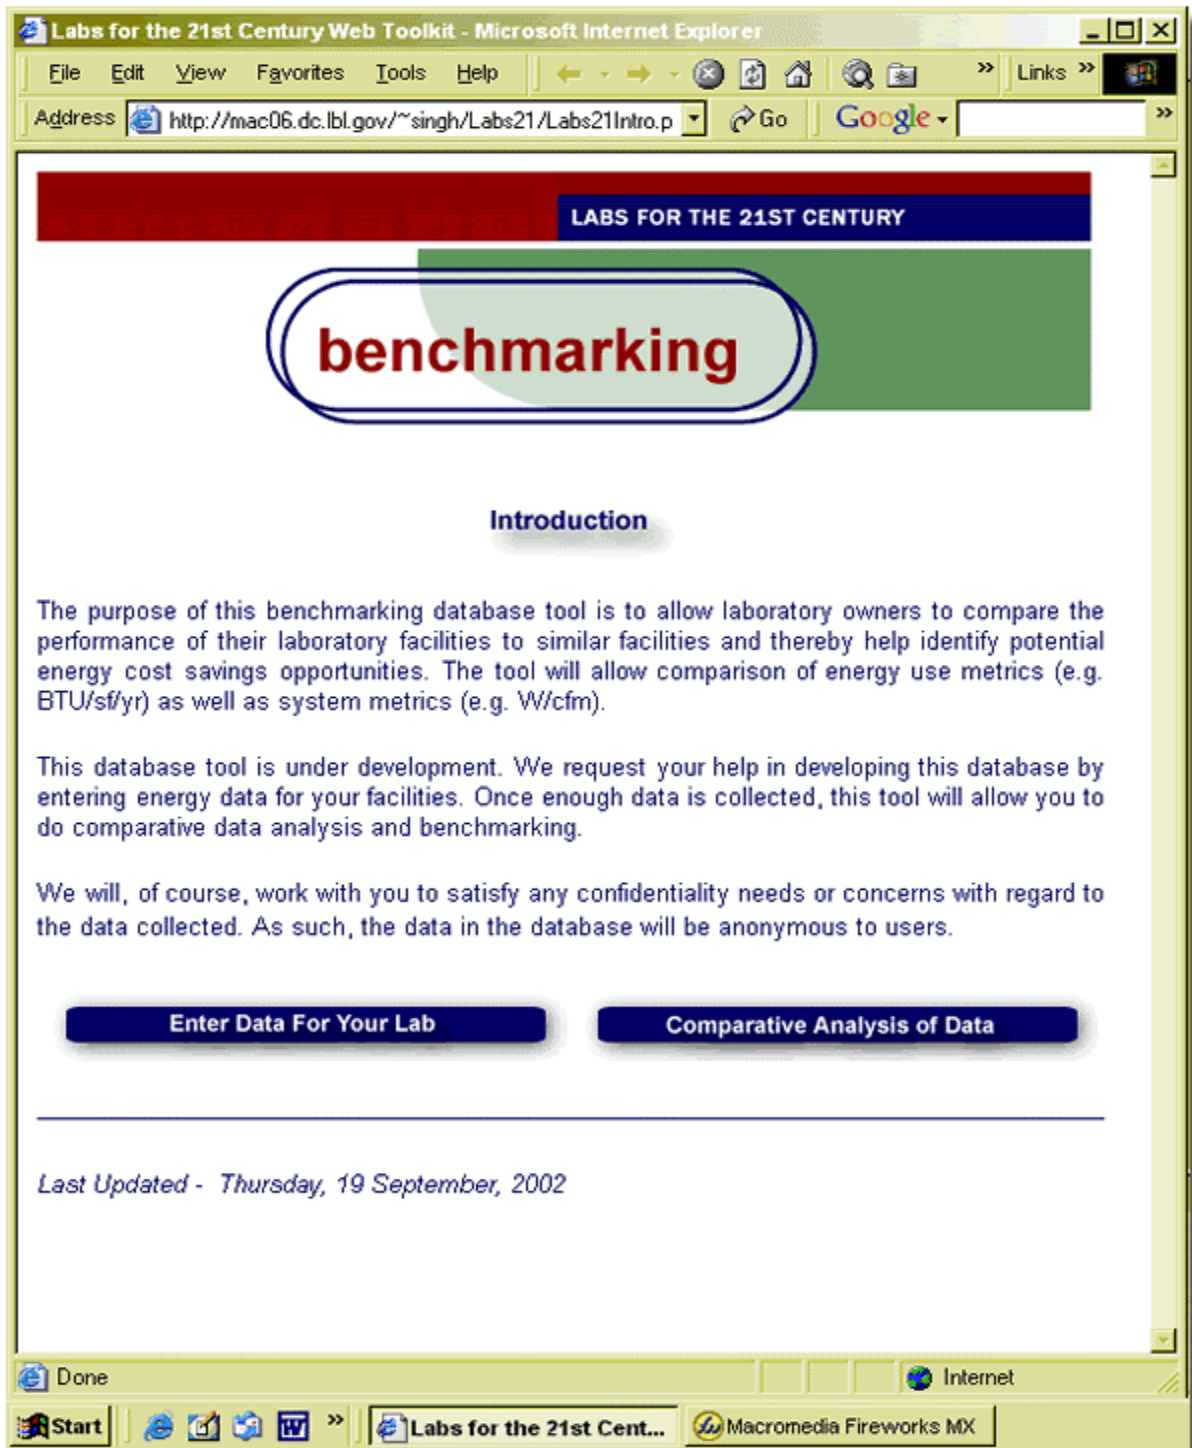 Labs for the 21st Century Web Toolkit - Microsoft Internet Explorer
File Edit View Favorites Tools Help » Links »
Address http://mac06.dc.lbl.gov/~singh/Labs21/Labs21Intro.p Go Google »
LABS FOR THE 21ST CENTURY
benchmarking
Introduction
The purpose of this benchmarking database tool is to allow laboratory owners to compare the
performance of their laboratory facilities to similar facilities and thereby help identify potential
energy cost savings opportunities. The tool will allow comparison of energy use metrics (e.g.
BTU/sf/yr) as well as system metrics (e.g. W/cfm).
This database tool is under development. We request your help in developing this database by
entering energy data for your facilities. Once enough data is collected, this tool will allow you to
do comparative data analysis and benchmarking.
We will, of course, work with you to satisfy any confidentiality needs or concerns with regard to
the data collected. As such, the data in the database will be anonymous to users.
Enter Data For Your Lab Comparative Analysis of Data
Last Updated - Thursday, 19 September, 2002
Done Internet
Start » Labs for the 21st Cent... Macromedia Fireworks MX